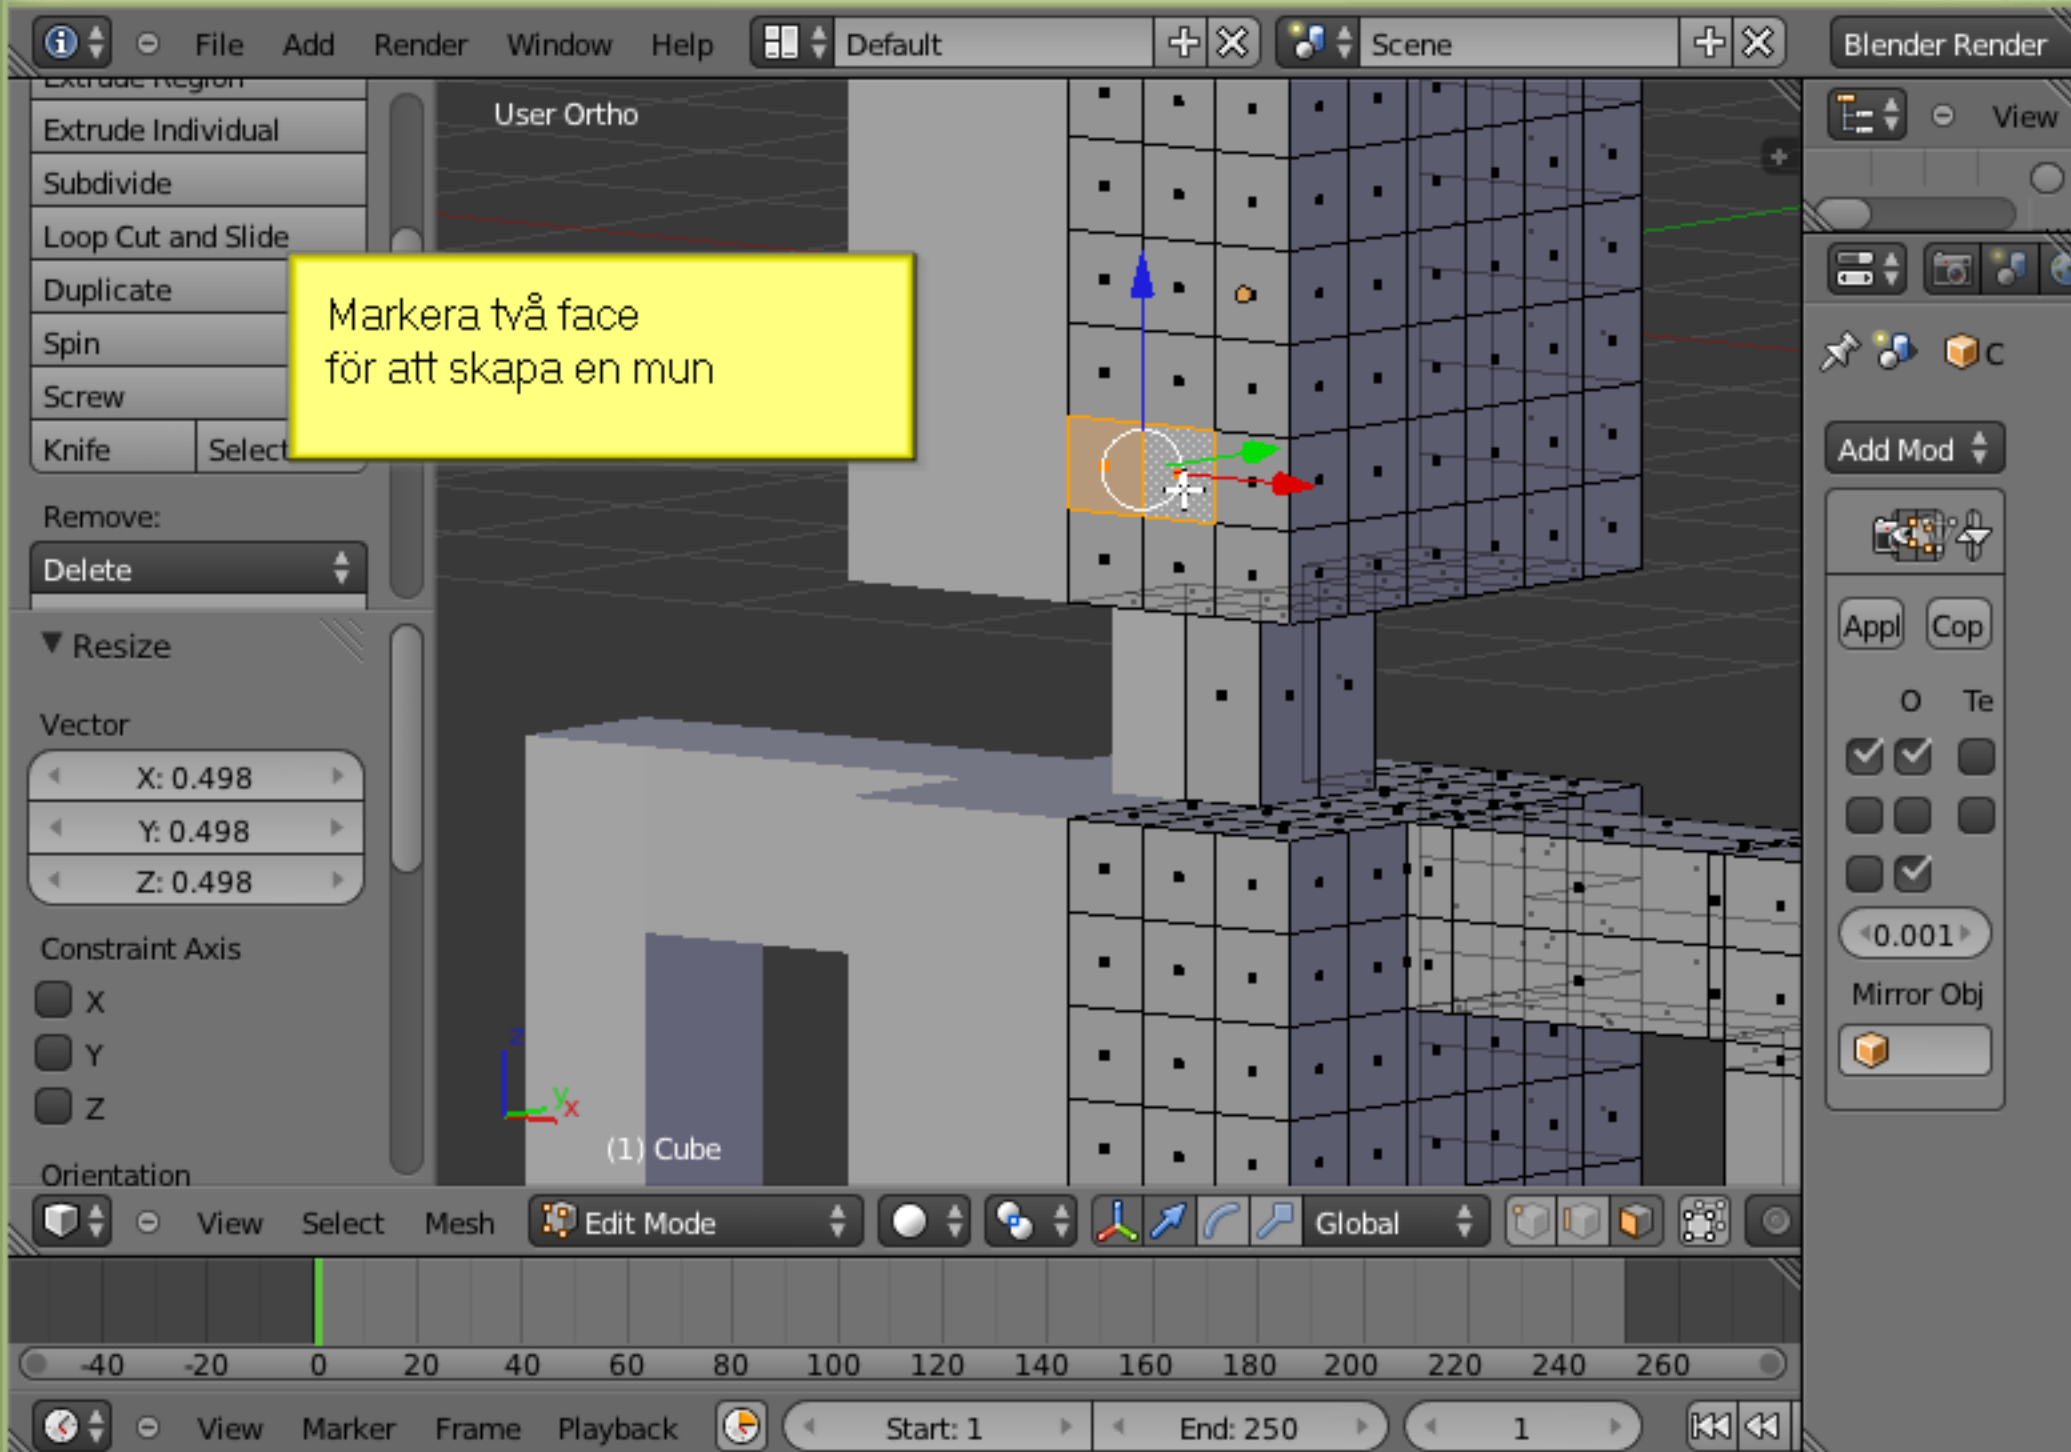 File Add Render Window Help Default Scene Blender Render
Extrude Region
Extrude Individual
Subdivide
Loop Cut and Slide
Duplicate
Spin
Screw
Knife Select
Remove:
Delete
Resize
Vector
X: 0.498
Y: 0.498
Z: 0.498
Constraint Axis
X
Y
Z
Orientation
User Ortho
Markera två face
för att skapa en mun
z
y
x
(1) Cube
View
C
Add Mod
Appl Cop
O Te
0.001
Mirror Obj
View Select Mesh Edit Mode Global
-40 -20 0 20 40 60 80 100 120 140 160 180 200 220 240 260
View Marker Frame Playback Start: 1 End: 250 1